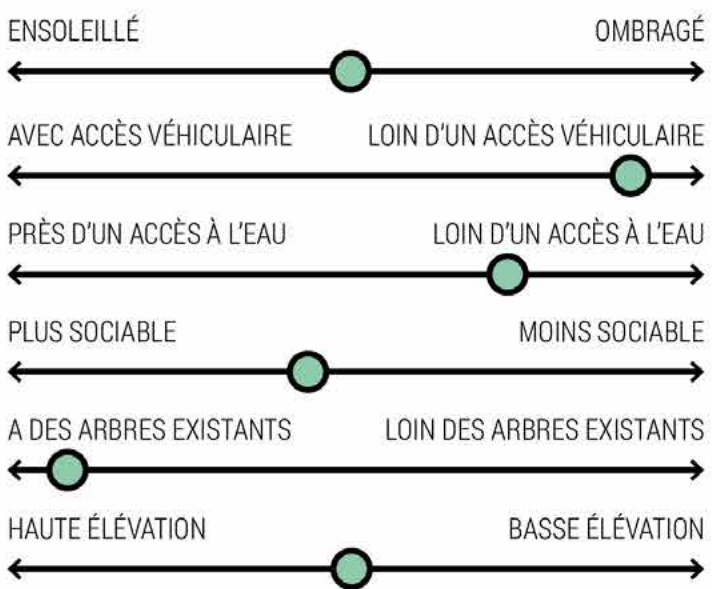 ENSOLEILLÉ OMBRAGÉ
AVEC ACCÈS VÉHICULAIRE LOIN D'UN ACCÈS VÉHICULAIRE
PRÈS D'UN ACCÈS À L'EAU LOIN D'UN ACCÈS À L'EAU
PLUS SOCIABLE MOINS SOCIABLE
A DES ARBRES EXISTANTS LOIN DES ARBRES EXISTANTS
HAUTE ÉLÉVATION BASSE ÉLÉVATION